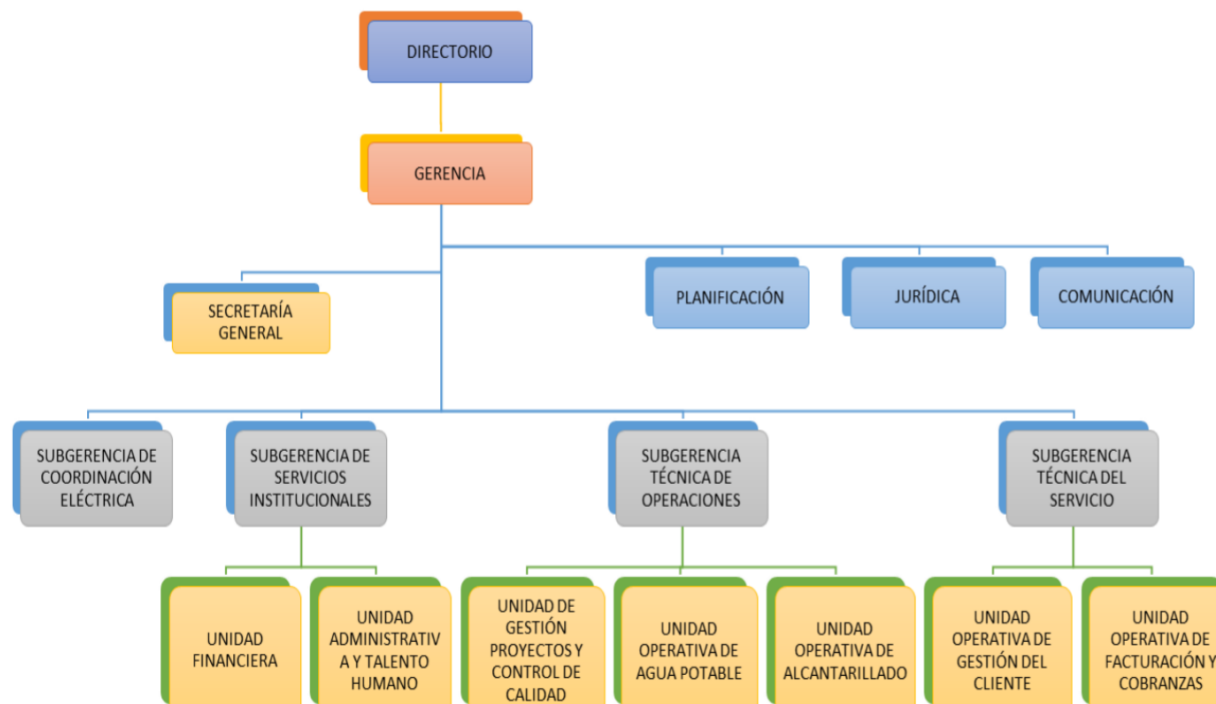 DIRECTORIO
GERENCIA
SECRETARÍA
GENERAL
PLANIFICACIÓN
JURÍDICA
COMUNICACIÓN
SUBGERENCIA DE
COORDINACIÓN
ELÉCTRICA
SUBGERENCIA DE
SERVICIOS
INSTITUCIONALES
SUBGERENCIA
TÉCNICA DE
OPERACIONES
SUBGERENCIA
TÉCNICA DEL
SERVICIO
UNIDAD
FINANCIERA
UNIDAD
ADMINISTRATIV
A Y TALENTO
HUMANO
UNIDAD DE
GESTIÓN
PROYECTOS Y
CONTROL DE
CALIDAD
UNIDAD
OPERATIVA DE
AGUA POTABLE
UNIDAD
OPERATIVA DE
ALCANTARILLADO
UNIDAD
OPERATIVA DE
GESTIÓN DEL
CLIENTE
UNIDAD
OPERATIVA DE
FACTURACIÓN Y
COBRANZAS